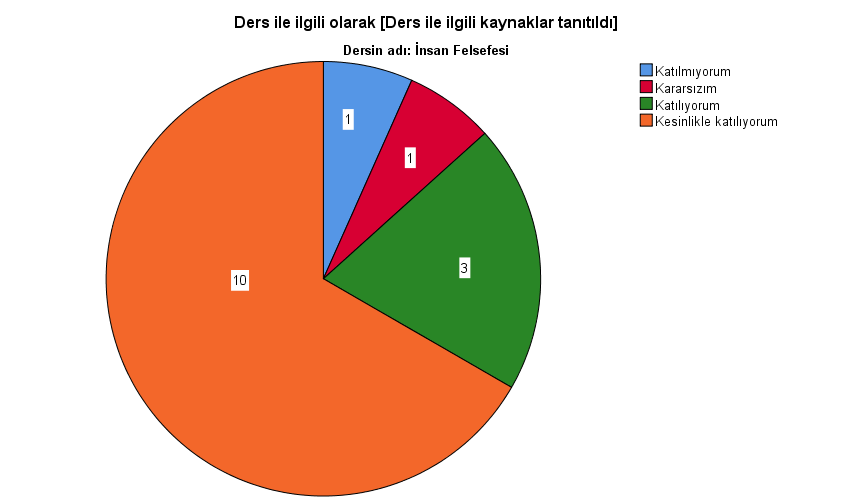 Ders ile ilgili olarak [Ders ile ilgili kaynaklar tanıtıldı]
Dersin adı: İnsan Felsefesi
Katılmıyorum
Kararsızım
Katılıyorum
Kesinlikle katılıyorum
1
1
3
10